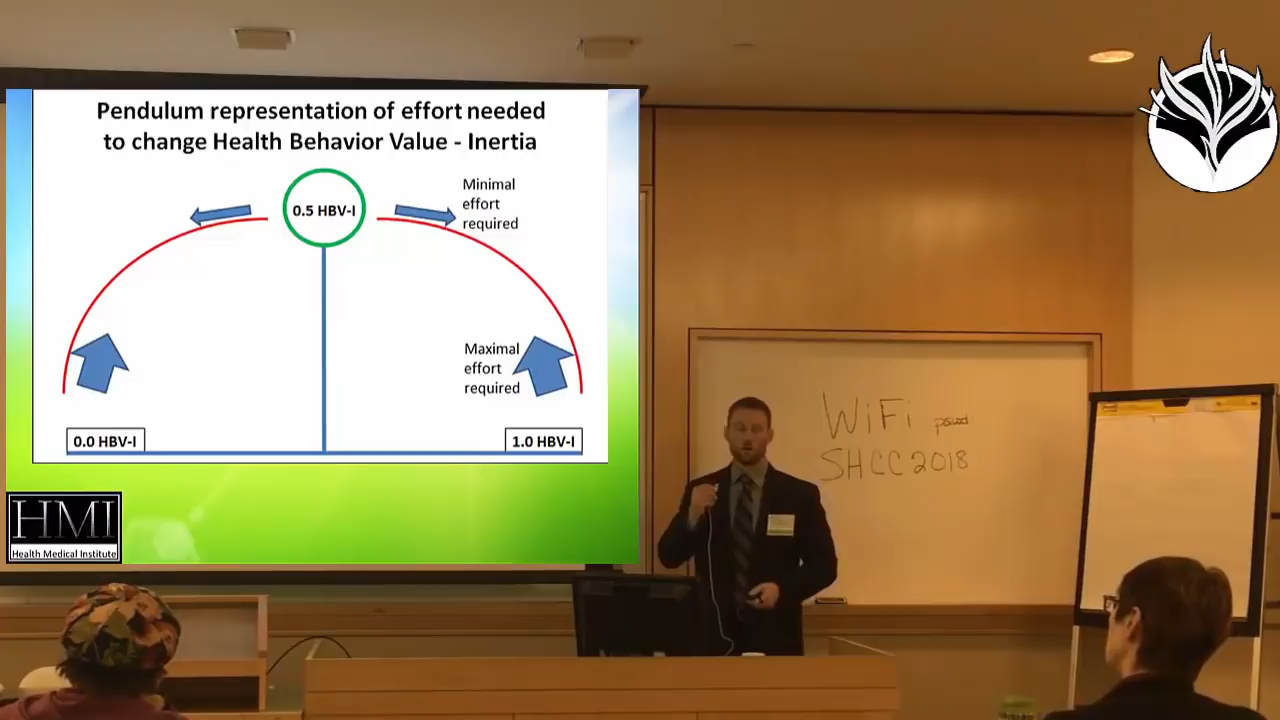 Pendulum representation of effort needed
to change Health Behavior Value - Inertia
0.5 HBV-I
Minimal
effort
required
Maximal
effort
required
0.0 HBV-I
1.0 HBV-I
HMI
Health Medical Institute
WiFi
SHCC2018